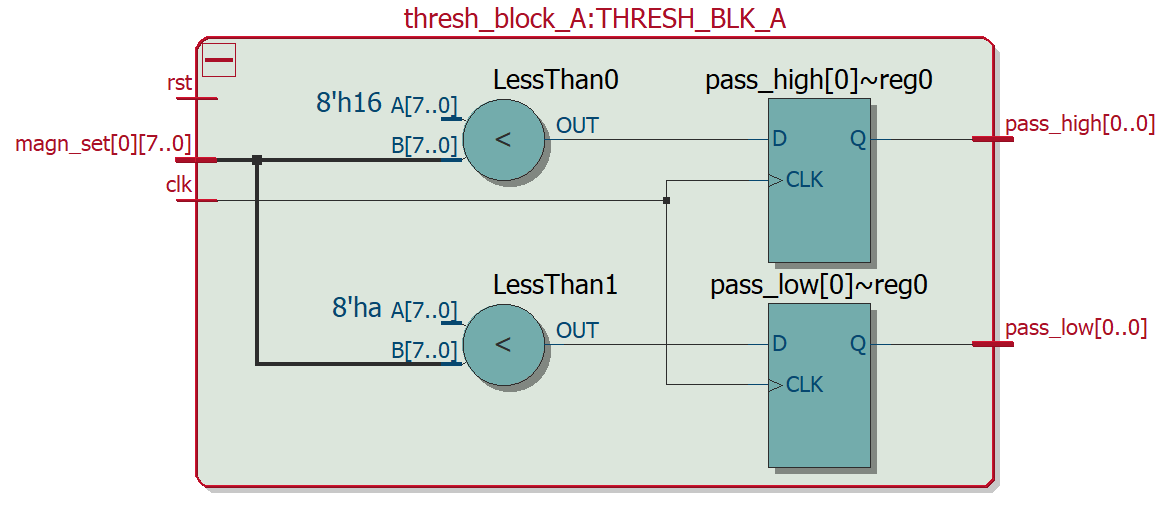 thresh_block_A:THRESH_BLK_A
rst
magn_set[0][7..0]
clk
LessThan0
8'h16 A[7..0]
B[7..0]
<
OUT
pass_high[0]~reg0
D
Q
CLK
pass_high[0..0]
LessThan1
8'ha A[7..0]
B[7..0]
<
OUT
pass_low[0]~reg0
D
Q
CLK
pass_low[0..0]